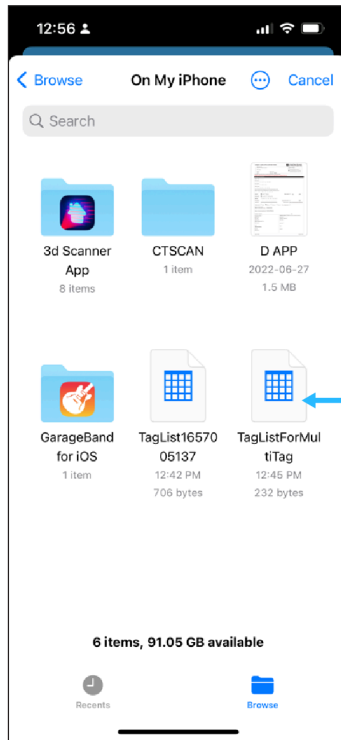 12:56
Browse
On My iPhone
Cancel
Search
3d Scanner
App
8 items
CTSCAN
1 item
D APP
2022-06-27
1.5 MB
GarageBand
for iOS
1 item
TagList16570
05137
12:42 PM
706 bytes
TagListForMul
tiTag
12:45 PM
232 bytes
6 items, 91.05 GB available
Recents
Browse